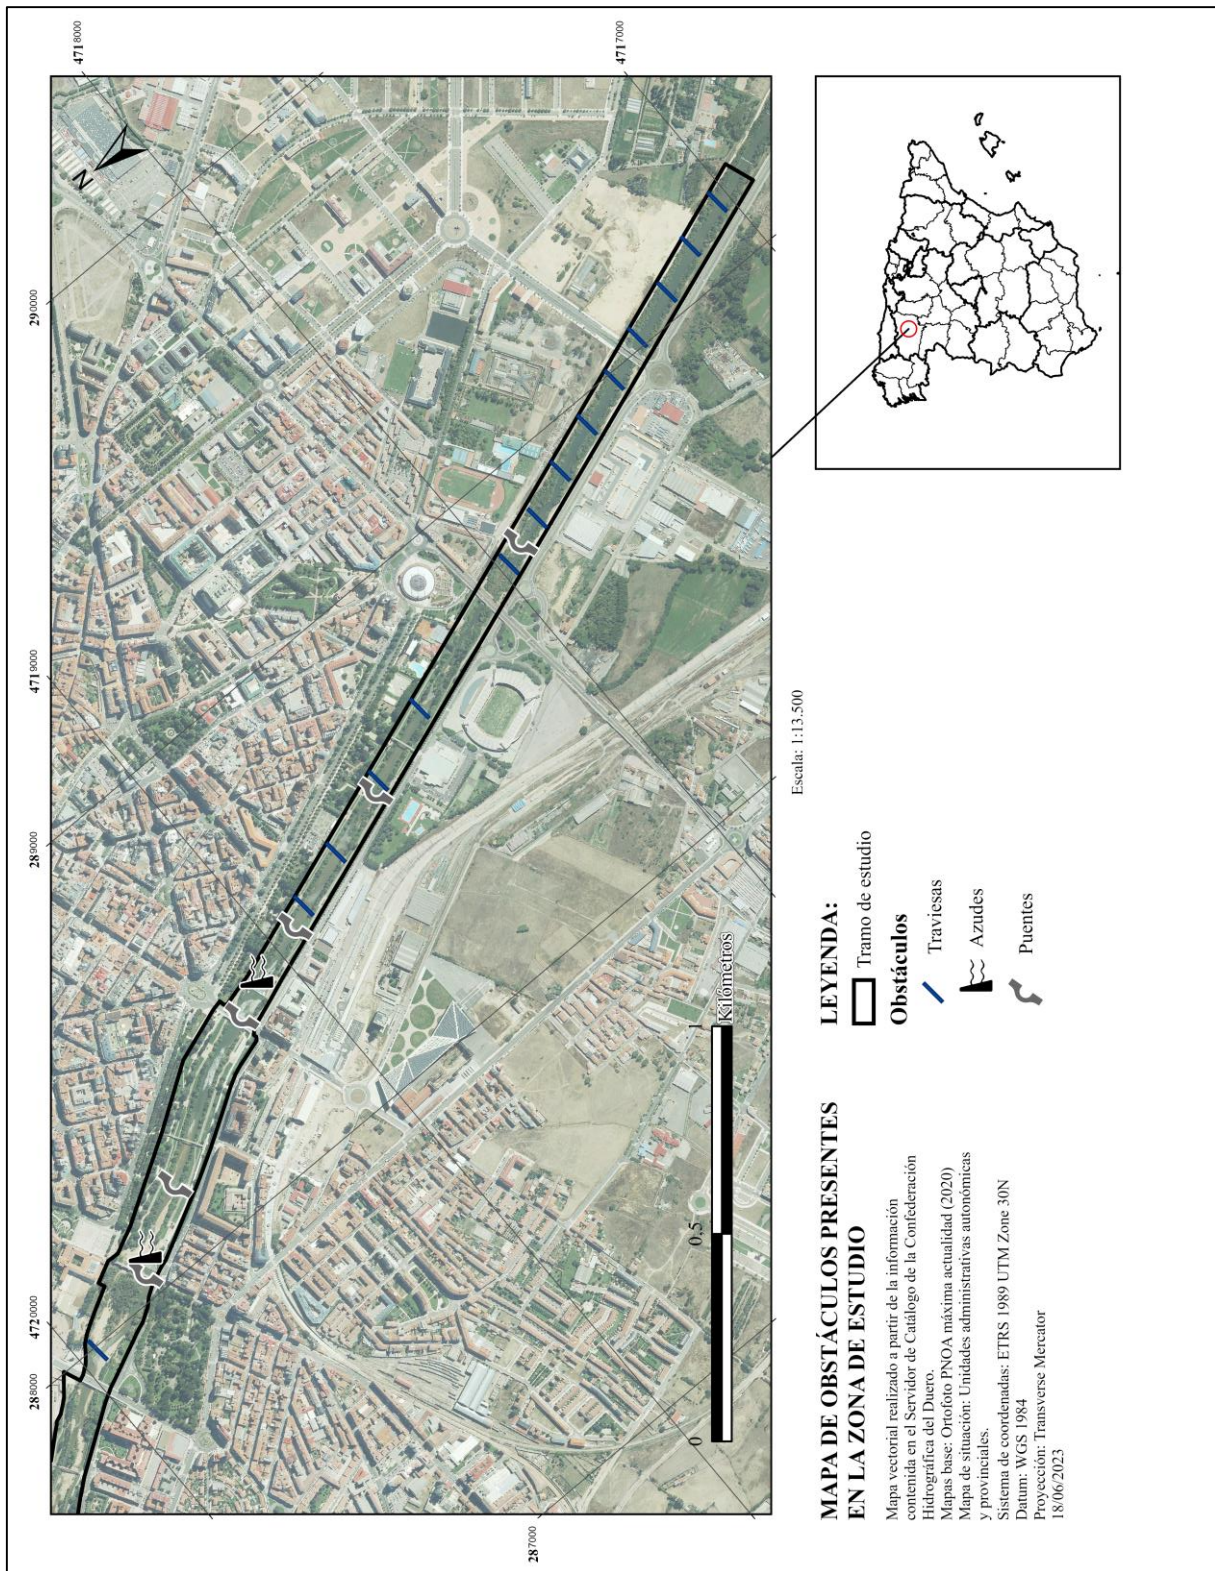 4718000
4717000
290000
4719000
289000
4720000
288000
287000
N
0
0.5
1
Kilómetros
Escala: 1:13.500
MAPA DE OBSTÁCULOS PRESENTES
EN LA ZONA DE ESTUDIO
Mapa vectorial realizado a partir de la información
contenida en el Servidor de Catálogo de la Confederación
Hidrográfica del Duero.
Mapas base: Ortofoto PNOA máxima actualidad (2020)
Mapa de situación: Unidades administrativas autonómicas
y provinciales.
Sistema de coordenadas: ETRS 1989 UTM Zone 30N
Datum: WGS 1984
Proyección: Transverse Mercator
18/06/2023
LEYENDA:
Tramo de estudio
Obstáculos
Traviesas
Azudes
Puentes